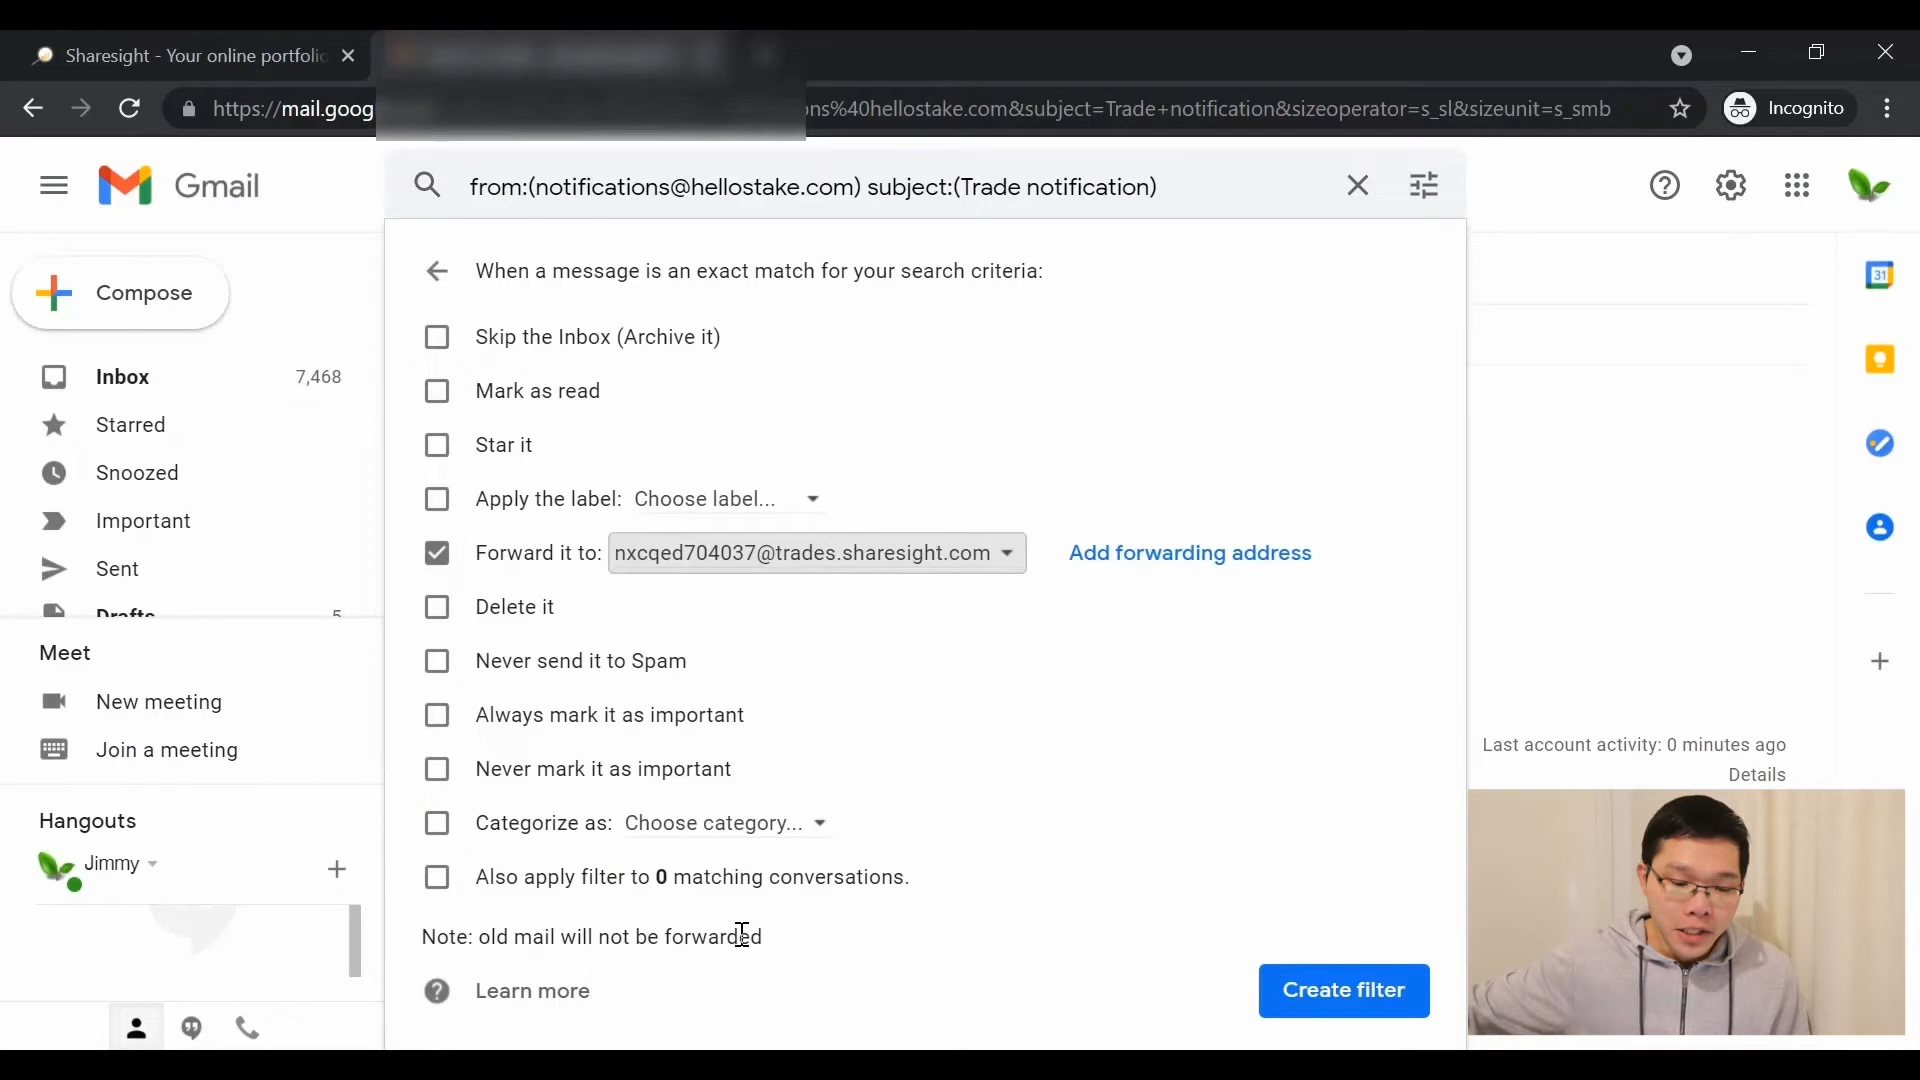 Sharesight - Your online portfolio
https://mail.goog
ons%40hellostake.com&subject=Trade+notification&sizeoperator=s_sl&sizeunit=s_smb
Incognito
Gmail
from:(notifications@hellostake.com) subject:(Trade notification)
Compose
When a message is an exact match for your search criteria:
Skip the Inbox (Archive it)
Inbox 7,468
Mark as read
Starred
Star it
Snoozed
Apply the label: Choose label...
Important
Forward it to: nxcqed704037@trades.sharesight.com Add forwarding address
Sent
Delete it
Drafts 5
Meet
Never send it to Spam
New meeting
Always mark it as important
Join a meeting
Never mark it as important
Last account activity: 0 minutes ago
Details
Hangouts
Categorize as: Choose category...
Jimmy
Also apply filter to 0 matching conversations.
Note: old mail will not be forwarded
Learn more
Create filter
31